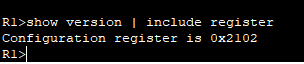 R1>show version | include register
Configuration register is 0x2102
R1>